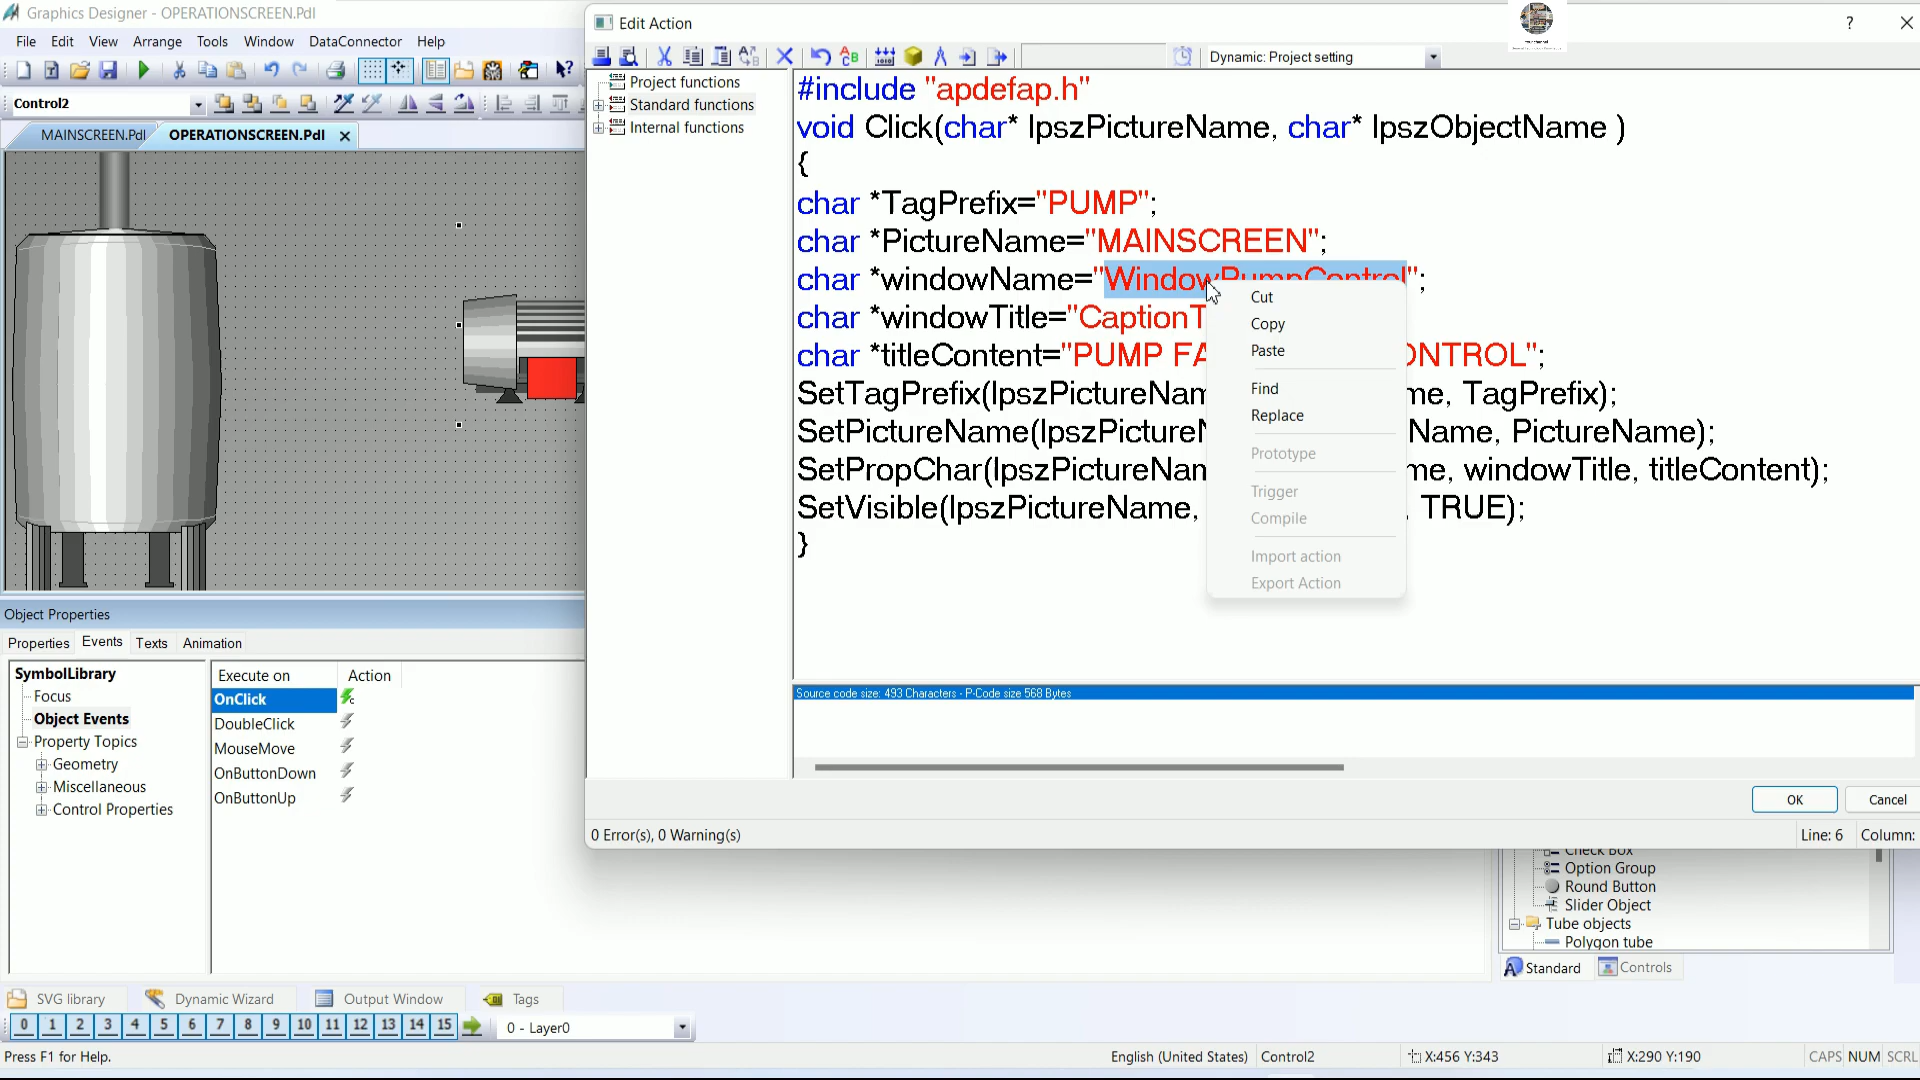 Graphics Designer - OPERATIONSCREEN.Pdl
File Edit View Arrange Tools Window DataConnector Help
Control2
MAINSCREEN.Pdl
OPERATIONSCREEN.Pdl
Edit Action
?
Dynamic: Project setting
Project functions
Standard functions
Internal functions
#include "apdefap.h"
void Click(char* lpszPictureName, char* lpszObjectName )
{
char *TagPrefix="PUMP";
char *PictureName="MAINSCREEN";
char *windowName="WindowPumpControl";
char *windowTitle="CaptionT
char *titleContent="PUMP FA NTROL";
SetTagPrefix(lpszPictureNam me, TagPrefix);
SetPictureName(lpszPictureN Name, PictureName);
SetPropChar(lpszPictureNam me, windowTitle, titleContent);
SetVisible(lpszPictureName, , TRUE);
}
Cut
Copy
Paste
Find
Replace
Prototype
Trigger
Compile
Import action
Export Action
Source code size: 493 Characters - P-Code size 568 Bytes
OK
Cancel
0 Error(s), 0 Warning(s)
Line: 6
Column:
Object Properties
Properties Events Texts Animation
SymbolLibrary
Focus
Object Events
Property Topics
Geometry
Miscellaneous
Control Properties
Execute on
Action
OnClick
DoubleClick
MouseMove
OnButtonDown
OnButtonUp
Check Box
Option Group
Round Button
Slider Object
Tube objects
Polygon tube
Standard
Controls
SVG library
Dynamic Wizard
Output Window
Tags
0 1 2 3 4 5 6 7 8 9 10 11 12 13 14 15
0 - Layer0
Press F1 for Help.
English (United States)
Control2
X:456 Y:343
X:290 Y:190
CAPS NUM SCRL